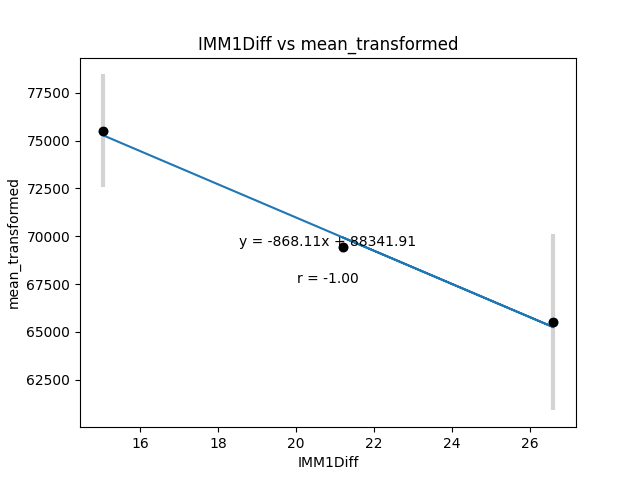 IMM1Diff vs mean_transformed
77500
75000
72500
70000
67500
65000
62500
mean_transformed
y = -868.11x + 88341.91
r = -1.00
16 18 20 22 24 26
IMM1Diff